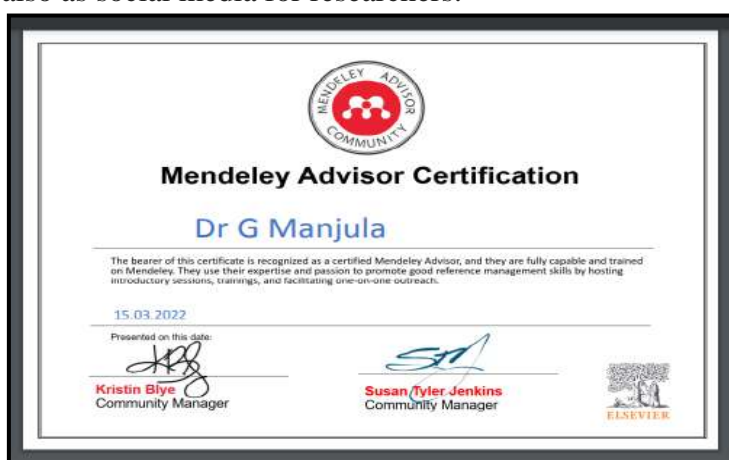 also as social media for researchers.
MENDELEY ADVISOR COMMUNITY
Mendeley Advisor Certification
Dr G Manjula
The bearer of this certificate is recognized as a certified Mendeley Advisor, and they are fully capable and trained
on Mendeley. They use their expertise and passion to promote good reference management skills by hosting
introductory sessions, trainings, and facilitating one-on-one outreach.
15.03.2022
Presented on this date:
Kristin Blye
Community Manager
Susan Tyler Jenkins
Community Manager
ELSEVIER